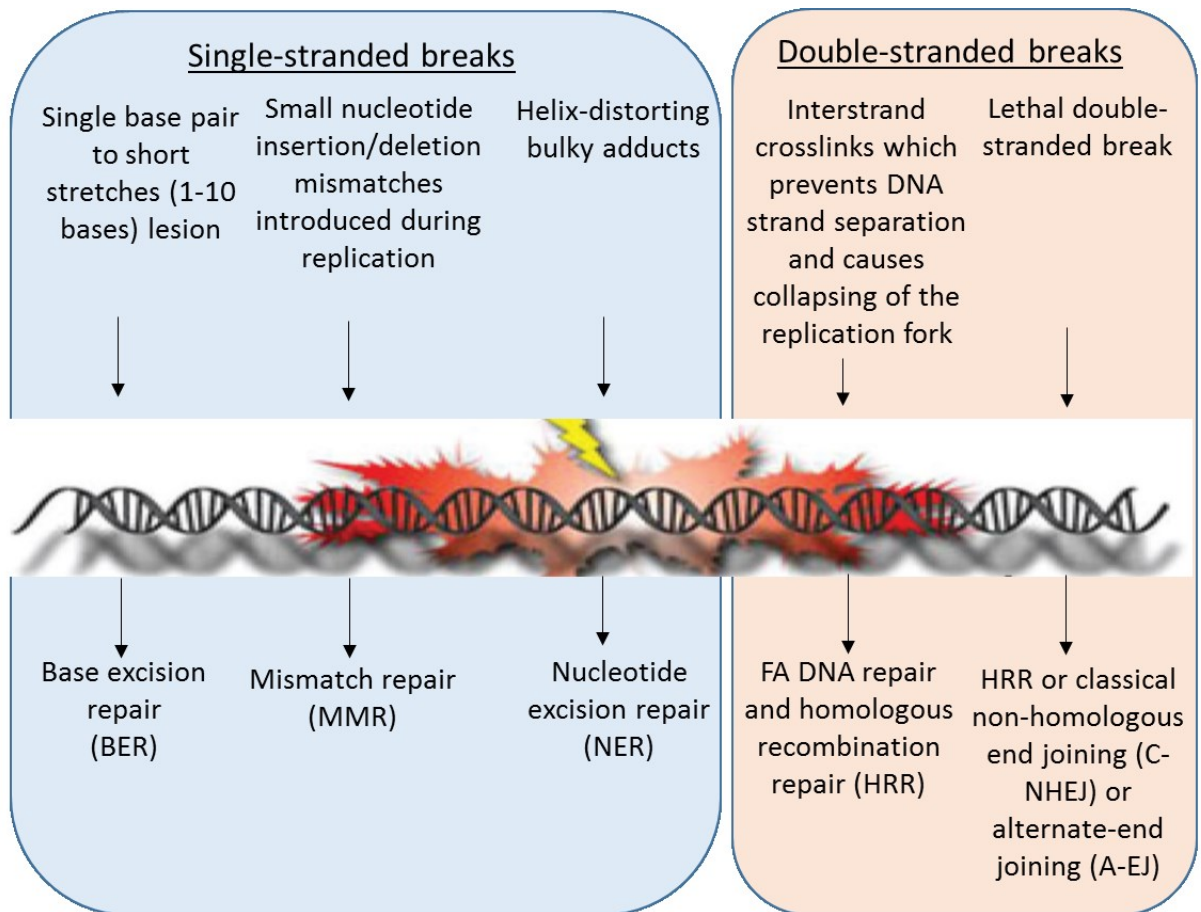 Single-stranded breaks
Single base pair
to short
stretches (1-10
bases) lesion
Small nucleotide
insertion/deletion
mismatches
introduced during
replication
Helix-distorting
bulky adducts
Double-stranded breaks
Interstrand
crosslinks which
prevents DNA
strand separation
and causes
collapsing of the
replication fork
Lethal double-
stranded break
Base excision
repair
(BER)
Mismatch repair
(MMR)
Nucleotide
excision repair
(NER)
FA DNA repair
and homologous
recombination
repair (HRR)
HRR or classical
non-homologous
end joining (C-
NHEJ) or
alternate-end
joining (A-EJ)